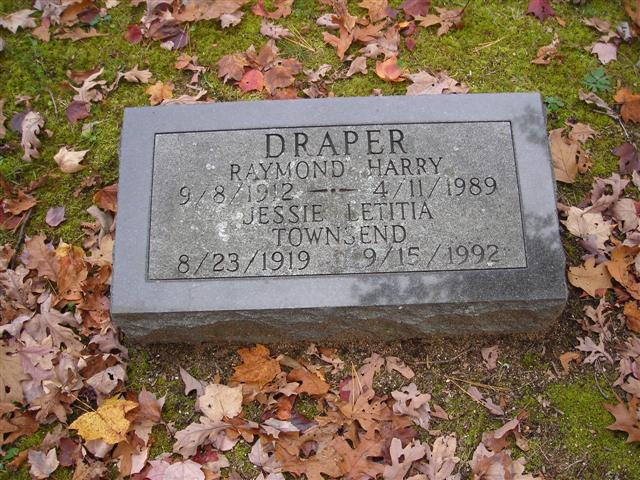 DRAPER
RAYMOND HARRY
9/8/1912 — 4/11/1989
JESSIE LETITIA
TOWNSEND
8/23/1919 9/15/1992